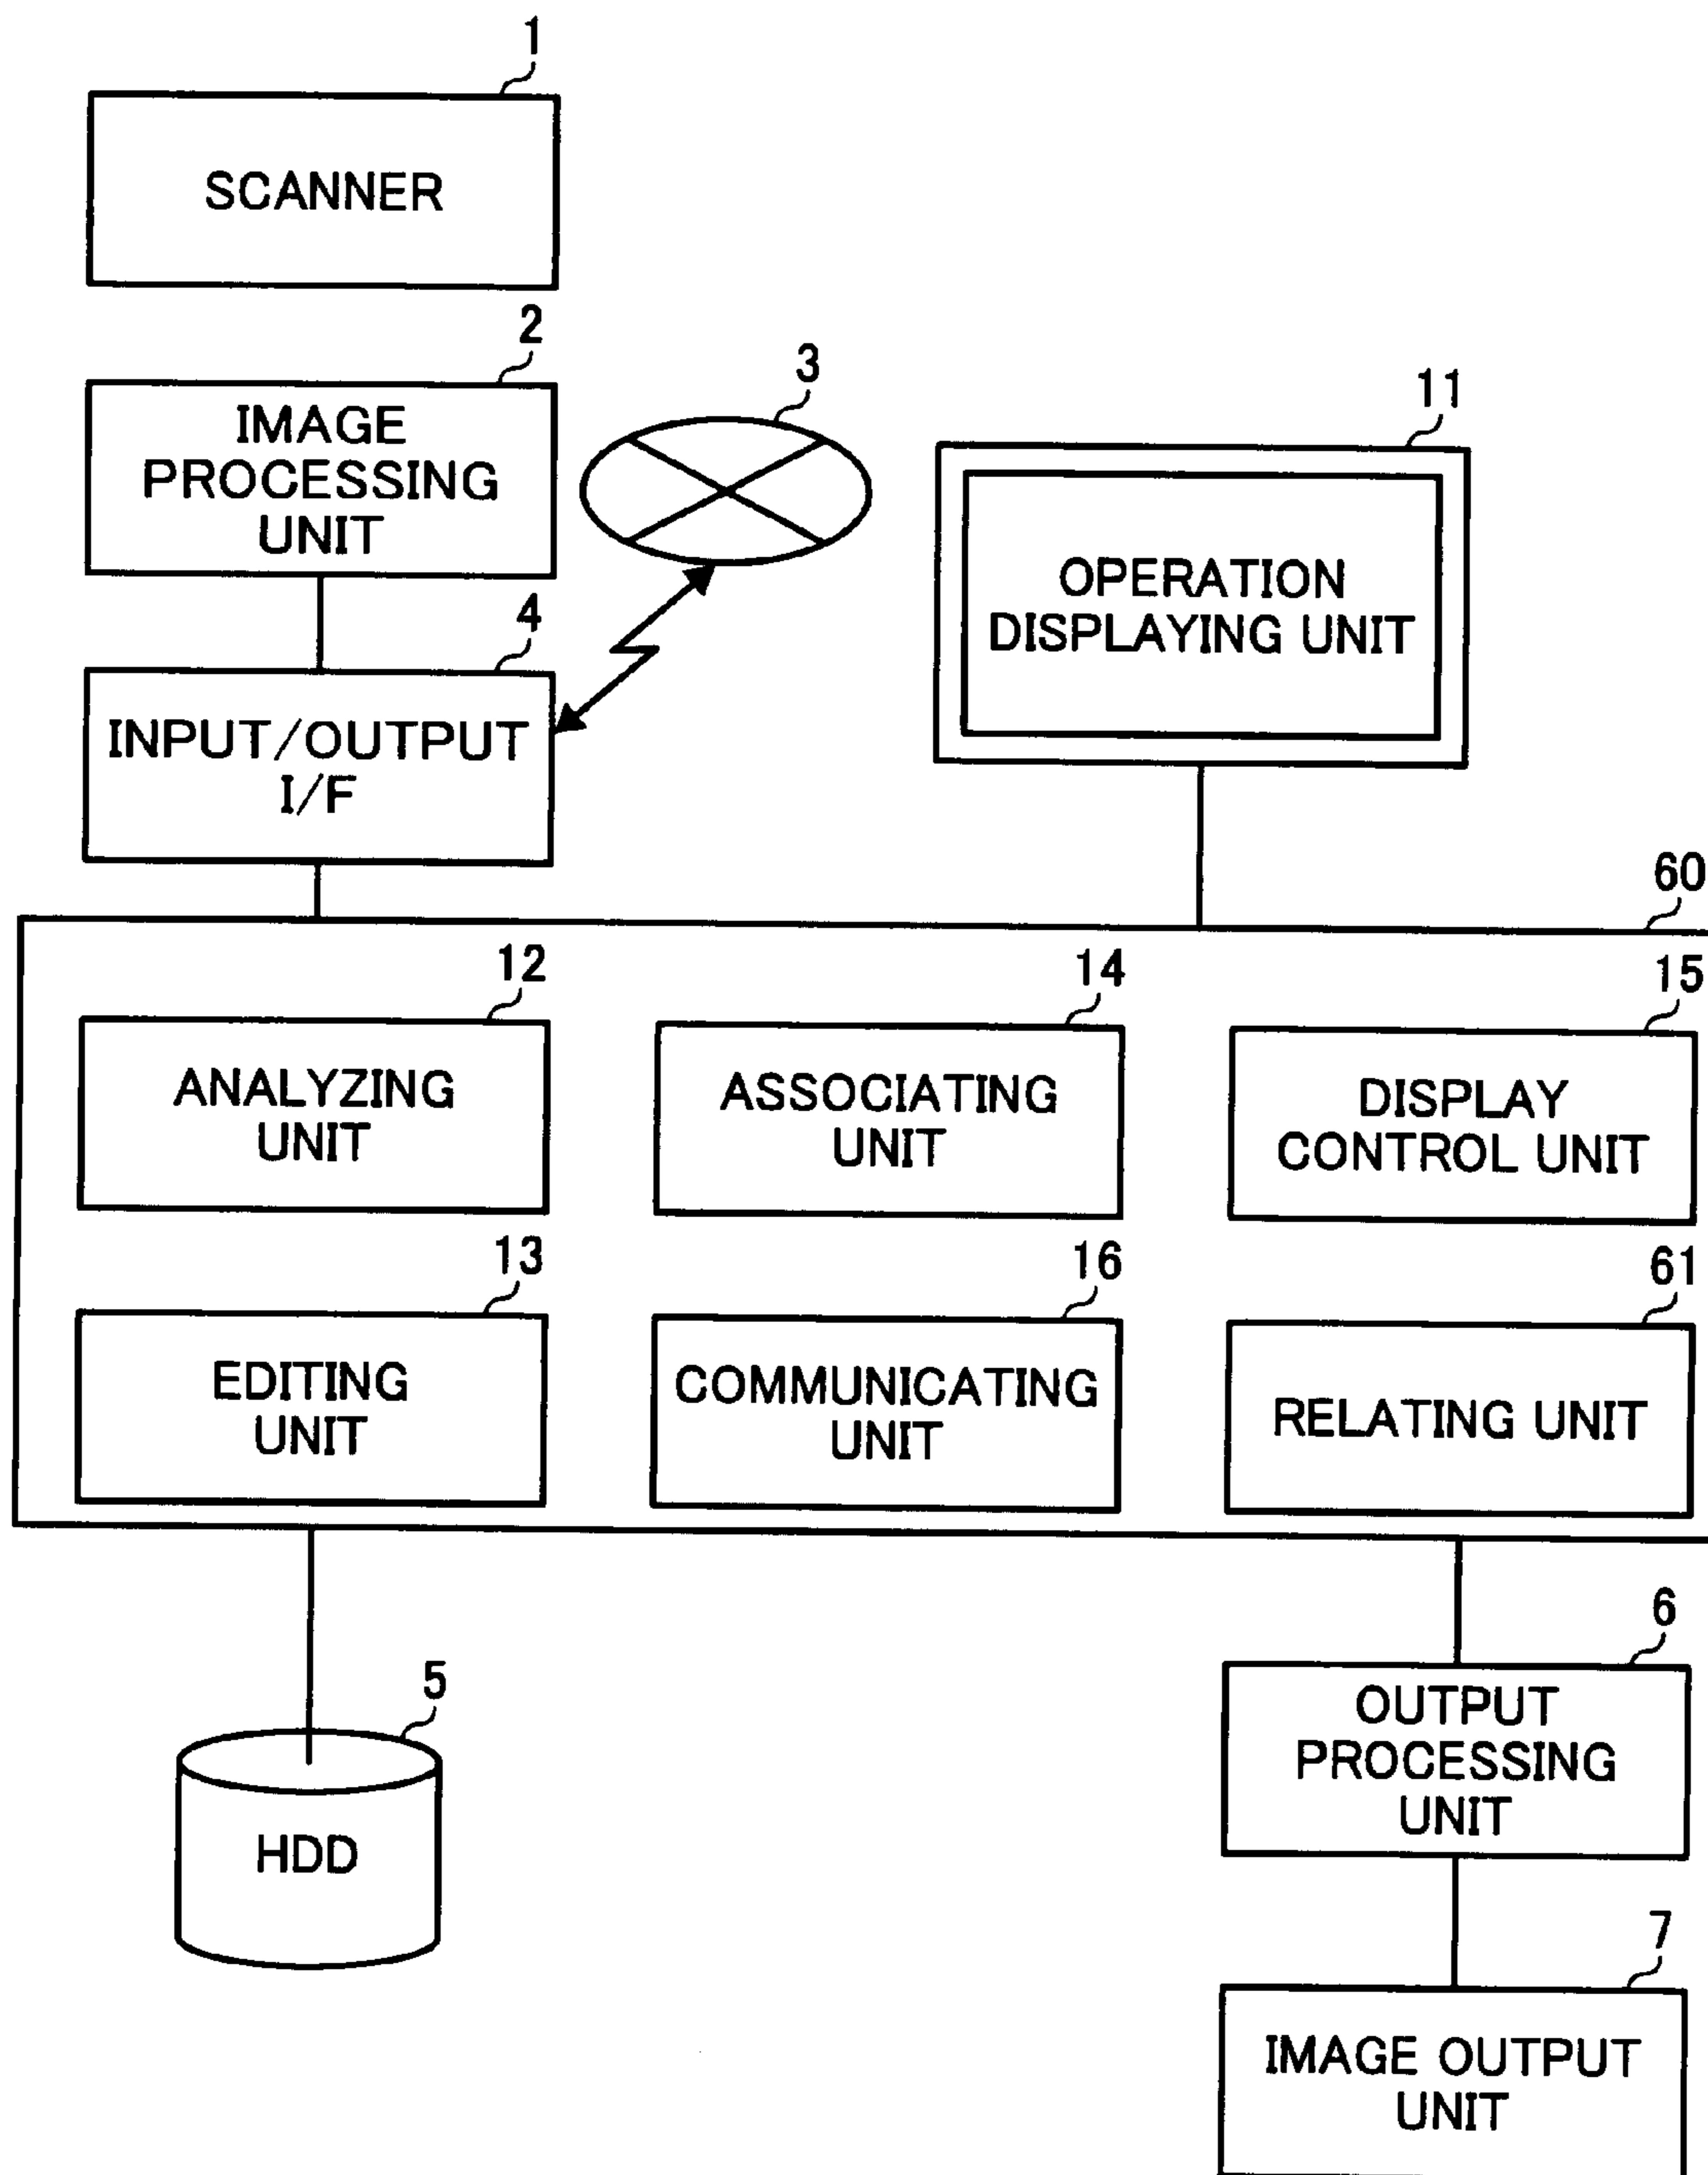 1
SCANNER
2
IMAGE
PROCESSING
UNIT
3
11
OPERATION
DISPLAYING UNIT
4
INPUT/OUTPUT
I/F
60
12
ANALYZING
UNIT
14
ASSOCIATING
UNIT
15
DISPLAY
CONTROL UNIT
13
EDITING
UNIT
16
COMMUNICATING
UNIT
61
RELATING UNIT
5
HDD
6
OUTPUT
PROCESSING
UNIT
7
IMAGE OUTPUT
UNIT